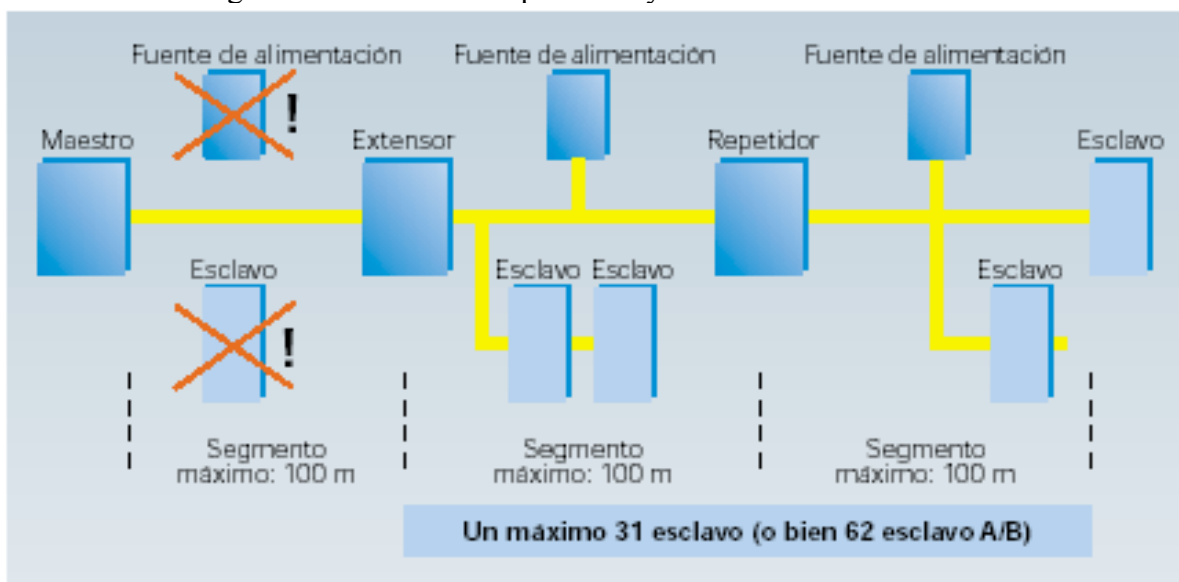 Fuente de alimentación
Fuente de alimentación
Fuente de alimentación
!
Maestro
Extensor
Repetidor
Esclavo
Esclavo
Esclavo
Esclavo
Esclavo
!
Segmento
máximo: 100 m
Segmento
máximo: 100 m
Segmento
máximo: 100 m
Un máximo 31 esclavo (o bien 62 esclavo A/B)